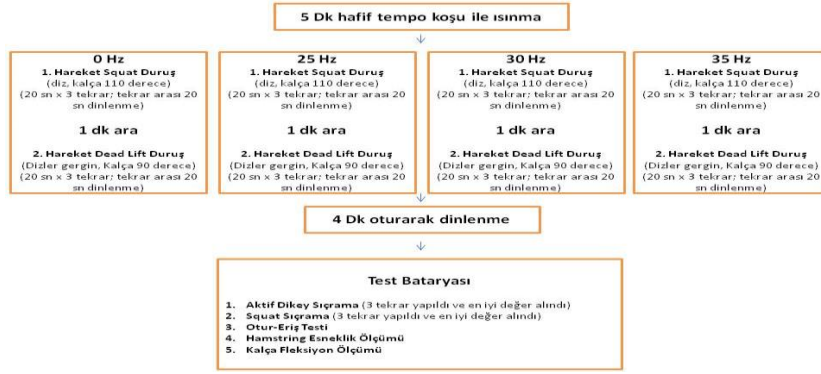 5 Dk hafif tempo koşu ile ısınma
0 Hz
1. Hareket Squat Duruş
(diz, kalça 110 derece)
(20 sn x 3 tekrar; tekrar arası 20
sn dinlenme)
1 dk ara
2. Hareket Dead Lift Duruş
(Dizler gergin, Kalça 90 derece)
(20 sn x 3 tekrar; tekrar arası 20
sn dinlenme)
25 Hz
1. Hareket Squat Duruş
(diz, kalça 110 derece)
(20 sn x 3 tekrar; tekrar arası 20
sn dinlenme)
1 dk ara
2. Hareket Dead Lift Duruş
(Dizler gergin, Kalça 90 derece)
(20 sn x 3 tekrar; tekrar arası 20
sn dinlenme)
30 Hz
1. Hareket Squat Duruş
(diz, kalça 110 derece)
(20 sn x 3 tekrar; tekrar arası 20
sn dinlenme)
1 dk ara
2. Hareket Dead Lift Duruş
(Dizler gergin, Kalça 90 derece)
(20 sn x 3 tekrar; tekrar arası 20
sn dinlenme)
35 Hz
1. Hareket Squat Duruş
(diz, kalça 110 derece)
(20 sn x 3 tekrar; tekrar arası 20
sn dinlenme)
1 dk ara
2. Hareket Dead Lift Duruş
(Dizler gergin, Kalça 90 derece)
(20 sn x 3 tekrar; tekrar arası 20
sn dinlenme)
4 Dk oturarak dinlenme
Test Bataryası
1. Aktif Dikey Sıçrama (3 tekrar yapıldı ve en iyi değer alındı)
2. Squat Sıçrama (3 tekrar yapıldı ve en iyi değer alındı)
3. Otur-Eriş Testi
4. Hamstring Esneklik Ölçümü
5. Kalça Fleksiyon Ölçümü